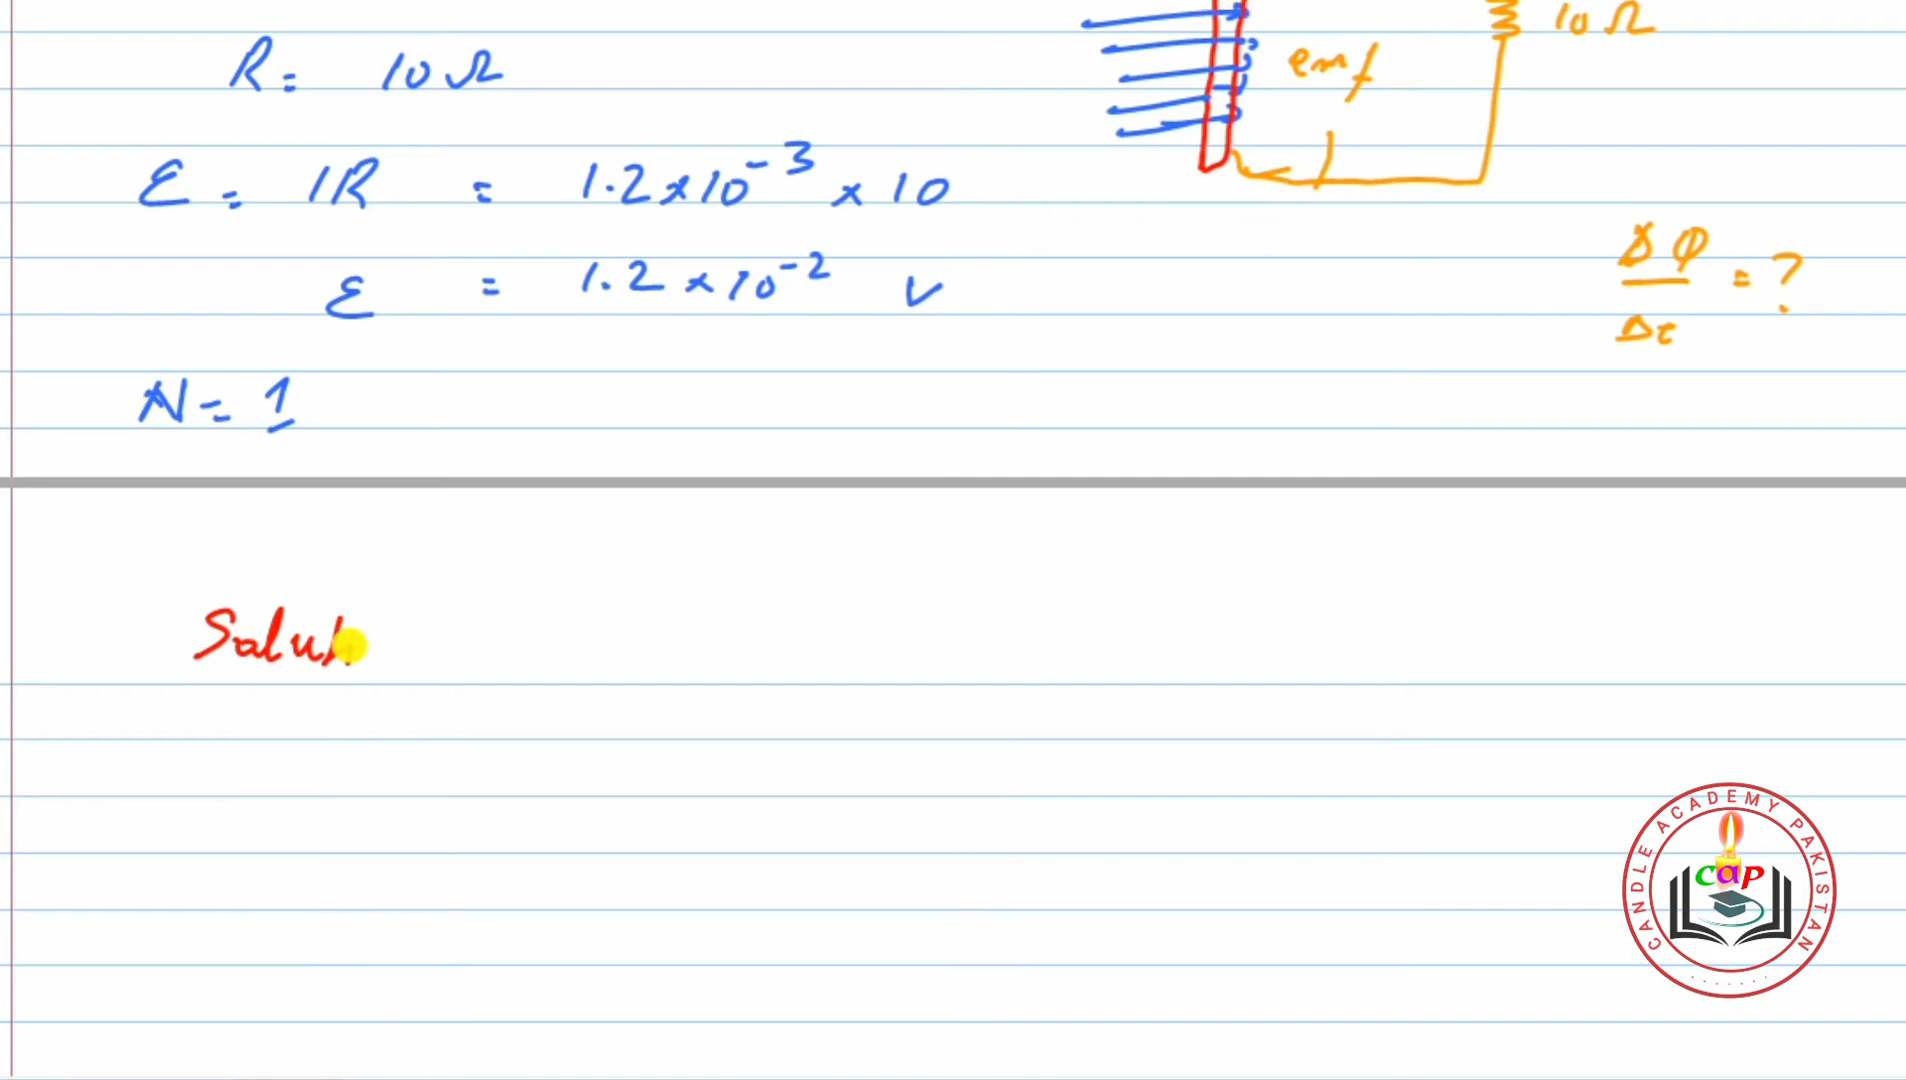 10 Ω
R = 10 Ω
emf
Ɛ = IR = 1.2 × 10⁻³ × 10
Ɛ = 1.2 × 10⁻² V
Δφ
Δt
= ?
N = 1
Solut
CANDLE ACADEMY PAKISTAN
CAP